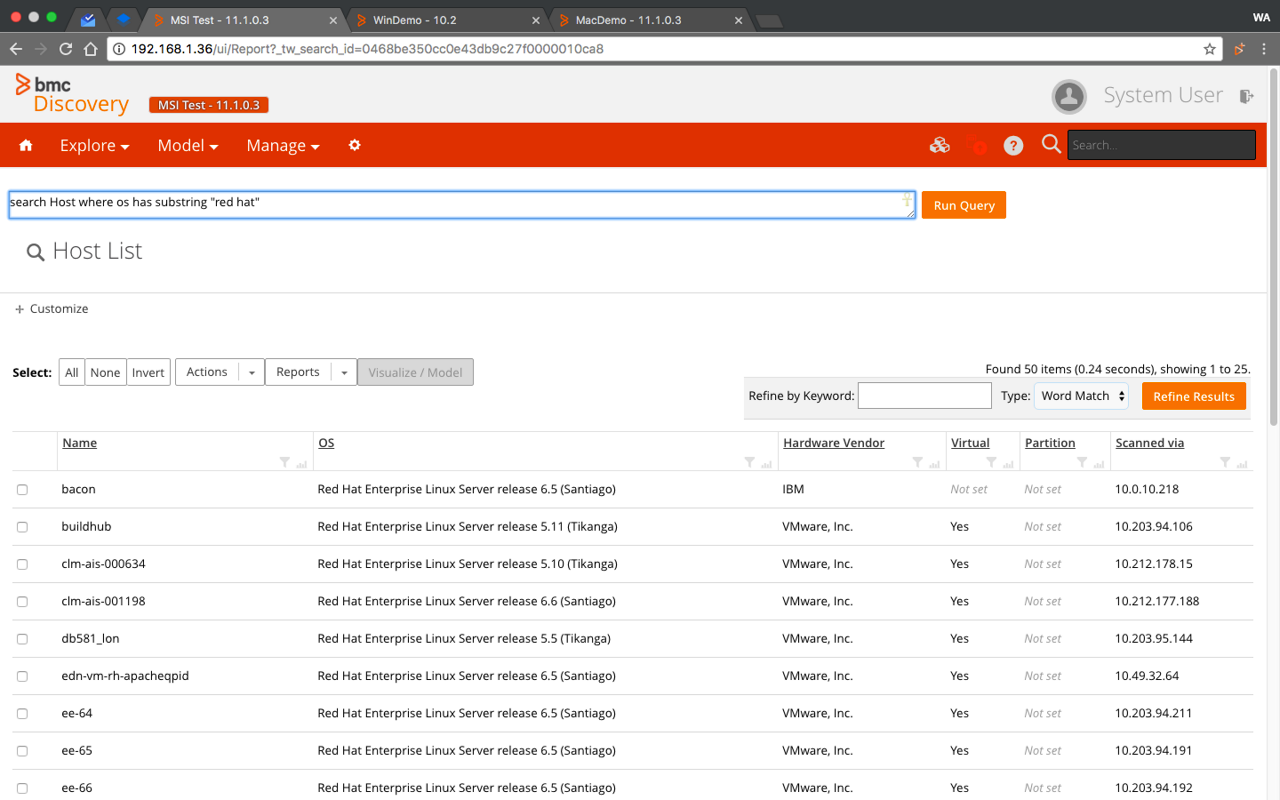 MSI Test - 11.1.0.3 WinDemo - 10.2 MacDemo - 11.1.0.3 WA
192.168.1.36/ui/Report?_tw_search_id=0468be350cc0e43db9c27f0000010ca8
bmc
Discovery MSI Test - 11.1.0.3 System User
Explore Model Manage Search...
search Host where os has substring "red hat" Run Query
Host List
+ Customize
Select: All None Invert Actions Reports Visualize / Model Found 50 items (0.24 seconds), showing 1 to 25.
Refine by Keyword: Type: Word Match Refine Results
Name OS Hardware Vendor Virtual Partition Scanned via
bacon Red Hat Enterprise Linux Server release 6.5 (Santiago) IBM Not set Not set 10.0.10.218
buildhub Red Hat Enterprise Linux Server release 5.11 (Tikanga) VMware, Inc. Yes Not set 10.203.94.106
clm-ais-000634 Red Hat Enterprise Linux Server release 5.10 (Tikanga) VMware, Inc. Yes Not set 10.212.178.15
clm-ais-001198 Red Hat Enterprise Linux Server release 6.6 (Santiago) VMware, Inc. Yes Not set 10.212.177.188
db581_lon Red Hat Enterprise Linux Server release 5.5 (Tikanga) VMware, Inc. Yes Not set 10.203.95.144
edn-vm-rh-apacheqpid Red Hat Enterprise Linux Server release 6.5 (Santiago) VMware, Inc. Yes Not set 10.49.32.64
ee-64 Red Hat Enterprise Linux Server release 6.5 (Santiago) VMware, Inc. Yes Not set 10.203.94.211
ee-65 Red Hat Enterprise Linux Server release 6.5 (Santiago) VMware, Inc. Yes Not set 10.203.94.191
ee-66 Red Hat Enterprise Linux Server release 6.5 (Santiago) VMware, Inc. Yes Not set 10.203.94.192